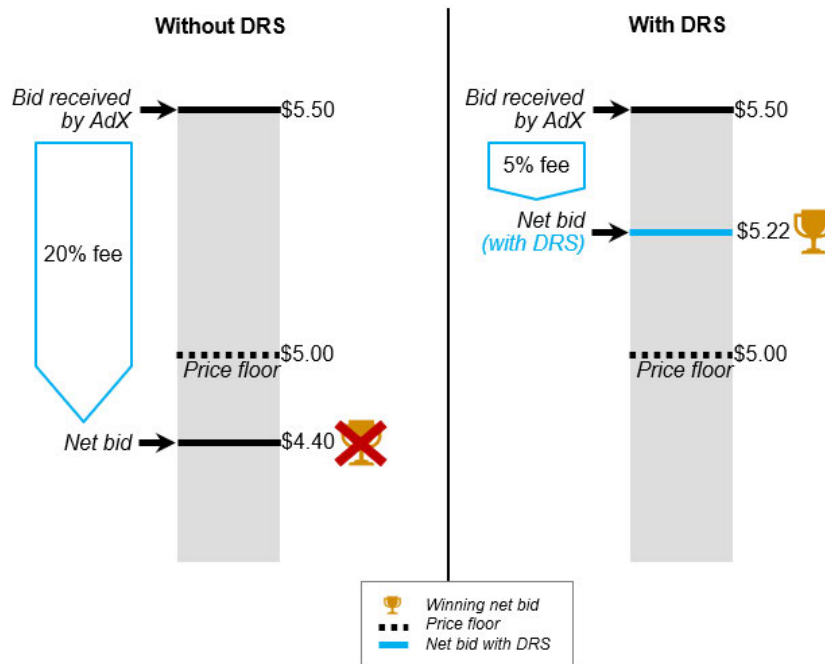 Without DRS
Bid received
by AdX
$5.50
20% fee
$5.00
Price floor
Net bid
$4.40
With DRS
Bid received
by AdX
$5.50
5% fee
Net bid
(with DRS)
$5.22
$5.00
Price floor
Winning net bid
Price floor
Net bid with DRS